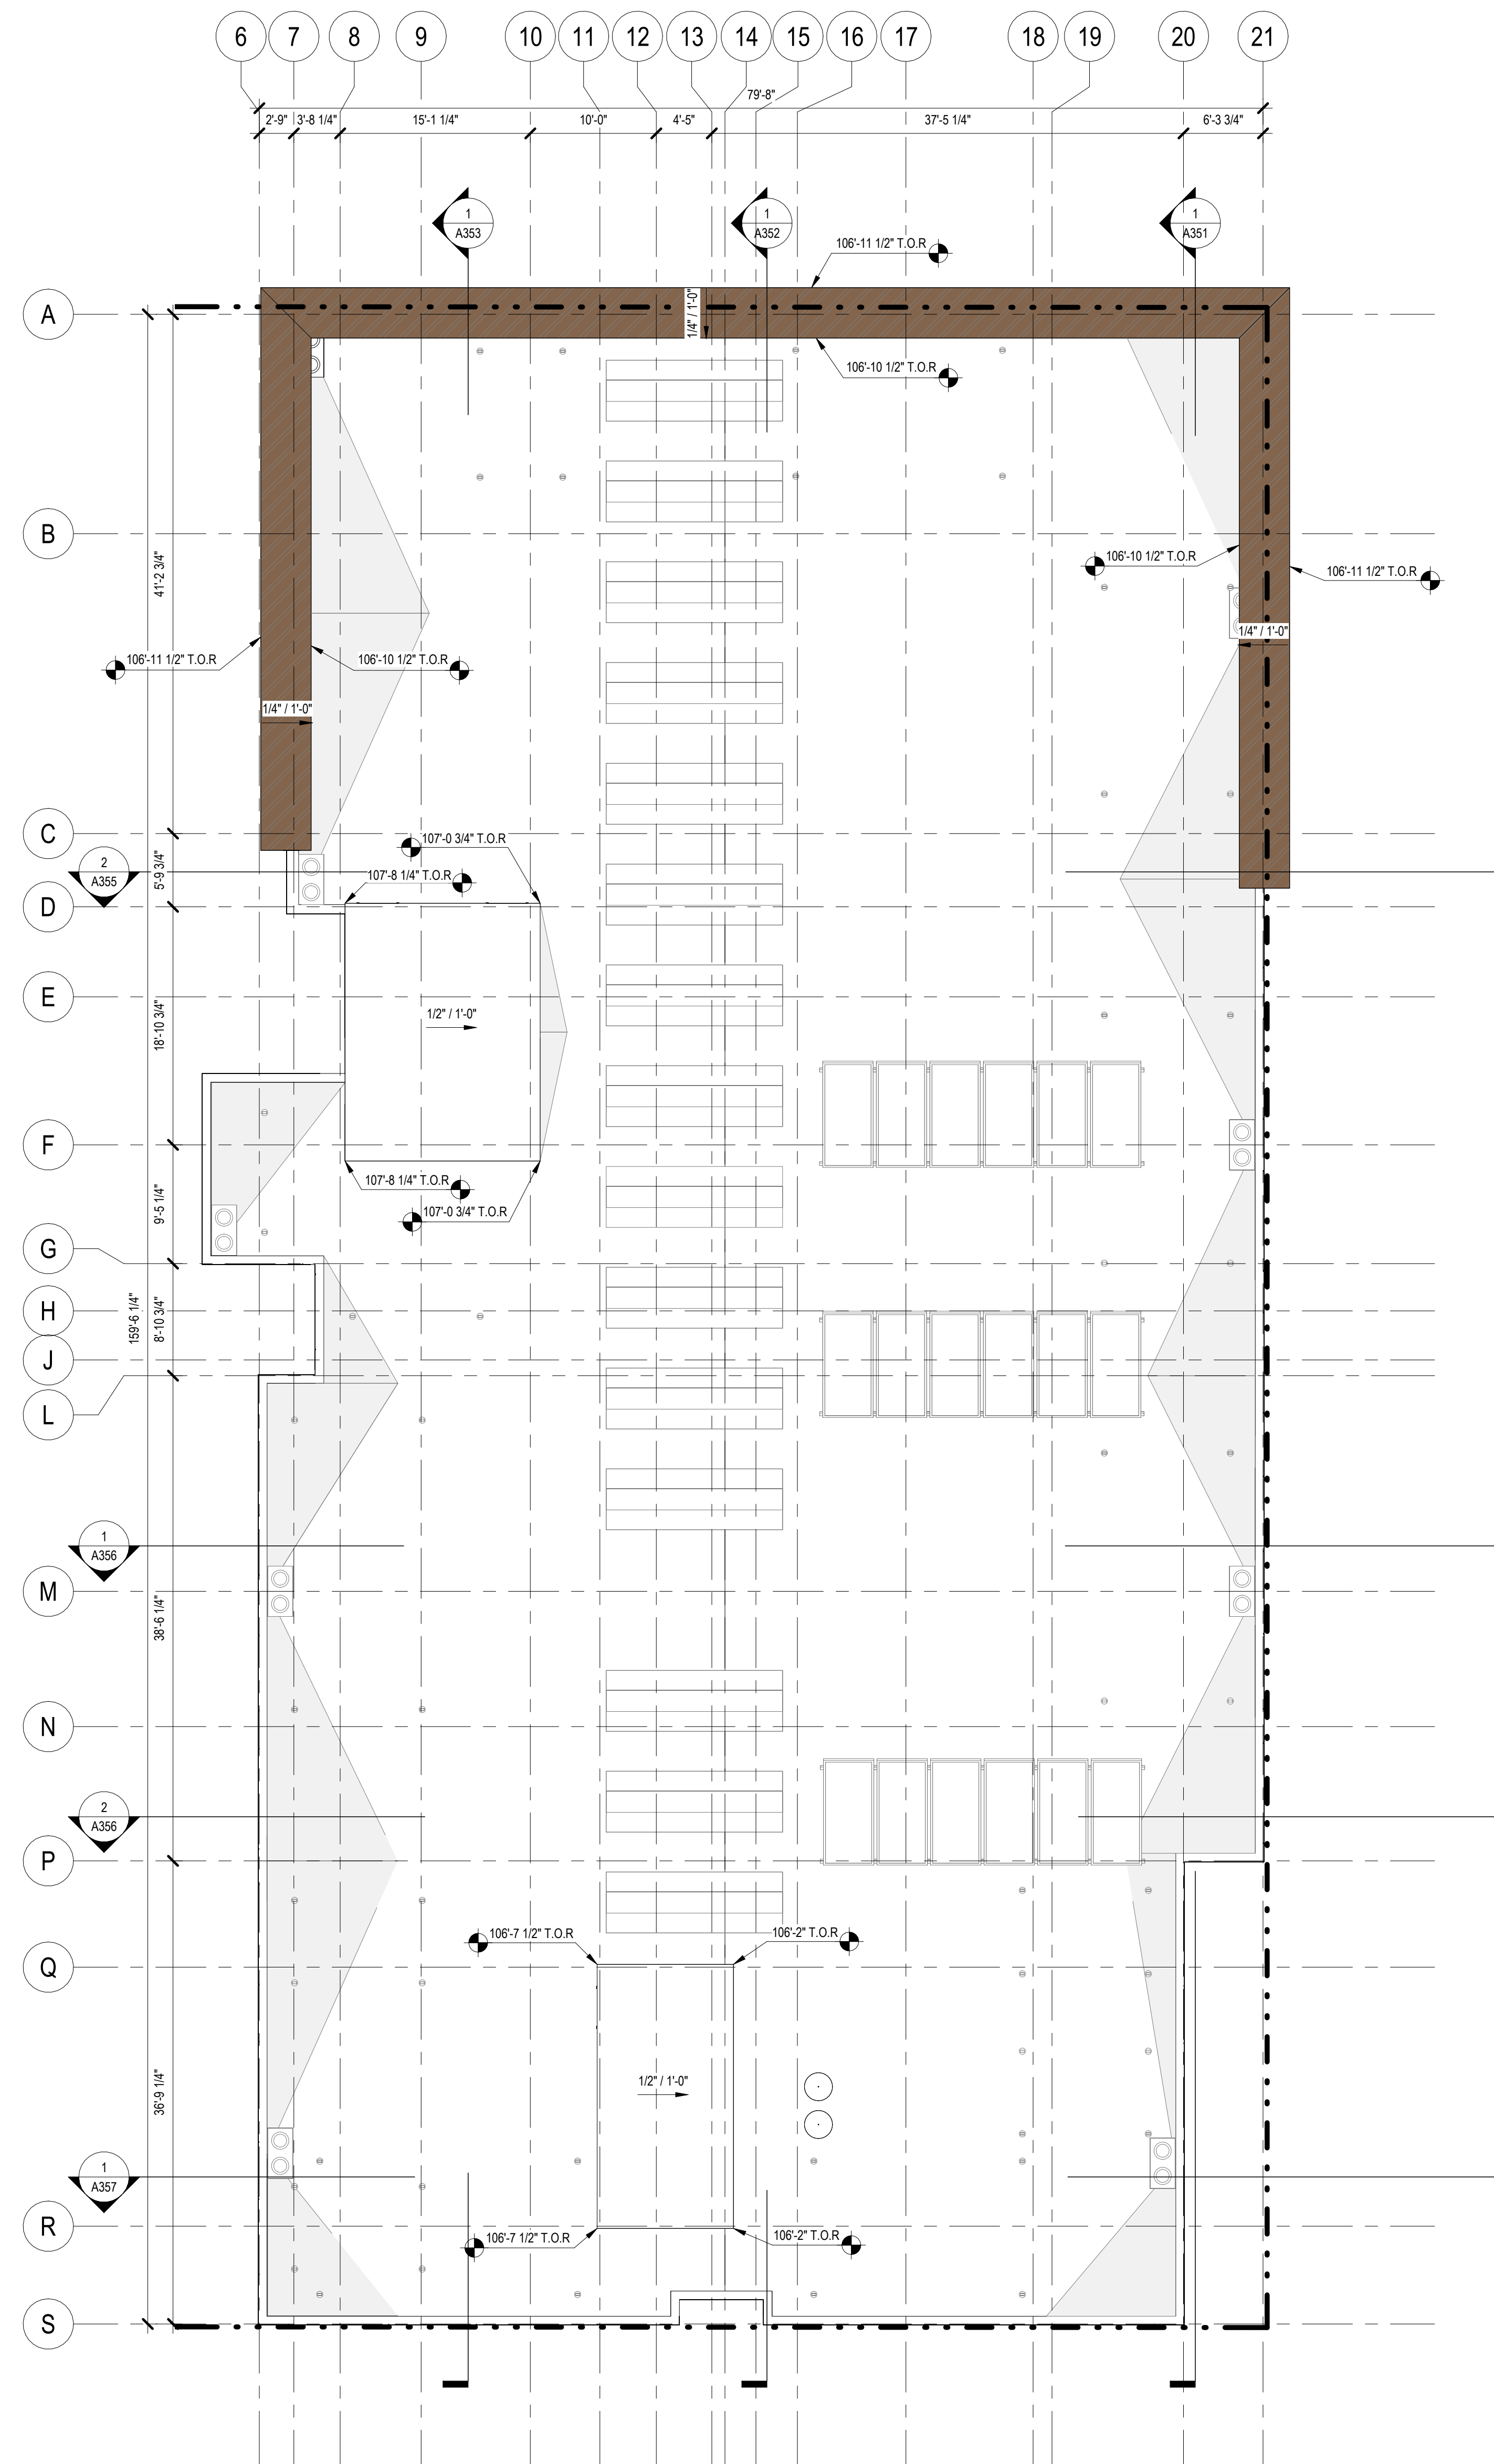 6 7 8 9 10 11 12 13 14 15 16 17 18 19 20 21
79'-8"
2'-9" 3'-8 1/4" 15'-1 1/4" 10'-0" 4'-5" 37'-5 1/4" 6'-3 3/4"
1 1 1
A353 A352 A351
106'-11 1/2" T.O.R
A
1/4" / 1'-0"
106'-10 1/2" T.O.R
B
41'-2 3/4"
106'-10 1/2" T.O.R
106'-11 1/2" T.O.R
1/4" / 1'-0"
106'-11 1/2" T.O.R
106'-10 1/2" T.O.R
1/4" / 1'-0"
C
107'-0 3/4" T.O.R
2
A355
5'-9 3/4"
107'-8 1/4" T.O.R
D
E
18'-10 3/4"
1/2" / 1'-0"
F
107'-8 1/4" T.O.R
9'-5 1/4"
107'-0 3/4" T.O.R
G
H
159'-6 1/4"
8'-10 3/4"
J
L
1
A356
M
38'-6 1/4"
N
2
A356
P
106'-7 1/2" T.O.R
106'-2" T.O.R
Q
1/2" / 1'-0"
36'-9 1/4"
1
A357
R
106'-7 1/2" T.O.R
106'-2" T.O.R
S